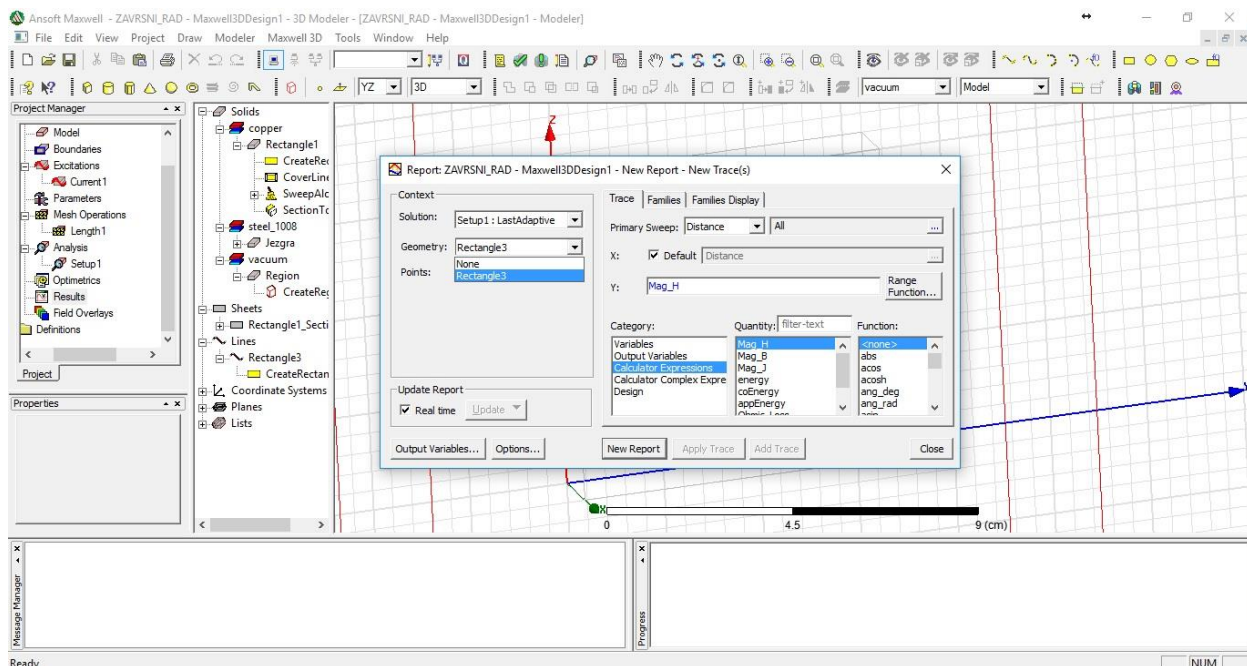 Ansoft Maxwell - ZAVRSNI_RAD - Maxwell3DDesign1 - 3D Modeler - [ZAVRSNI_RAD - Maxwell3DDesign1 - Modeler]
File Edit View Project Draw Modeler Maxwell 3D Tools Window Help
YZ 3D vacuum Model
Project Manager
Model
Boundaries
Excitations
Current1
Parameters
Mesh Operations
Length1
Analysis
Setup1
Optimetrics
Results
Field Overlays
Definitions
Project
Properties
Solids
copper
Rectangle1
CreateRec
CoverLine
SweepAlc
SectionTc
steel_1008
Jezgra
vacuum
Region
CreateReg
Sheets
Rectangle1_Secti
Lines
Rectangle3
CreateRectan
Coordinate Systems
Planes
Lists
Z
Report: ZAVRSNI_RAD - Maxwell3DDesign1 - New Report - New Trace(s)
Context
Solution: Setup1 : LastAdaptive
Geometry: Rectangle3
None
Rectangle3
Points:
Update Report
Real time Update
Output Variables... Options...
Trace Families Families Display
Primary Sweep: Distance All ...
X: Default Distance ...
Y: Mag_H Range Function...
Category:
Variables
Output Variables
Calculator Expressions
Calculator Complex Expre
Design
Quantity: filter-text
Mag_H
Mag_B
Mag_J
energy
coEnergy
appEnergy
Ohmic_Loss
Function:
<none>
abs
acos
acosh
ang_deg
ang_rad
asin
New Report Apply Trace Add Trace Close
X
0 4.5 9 (cm)
Message Manager
Progress
Ready NUM